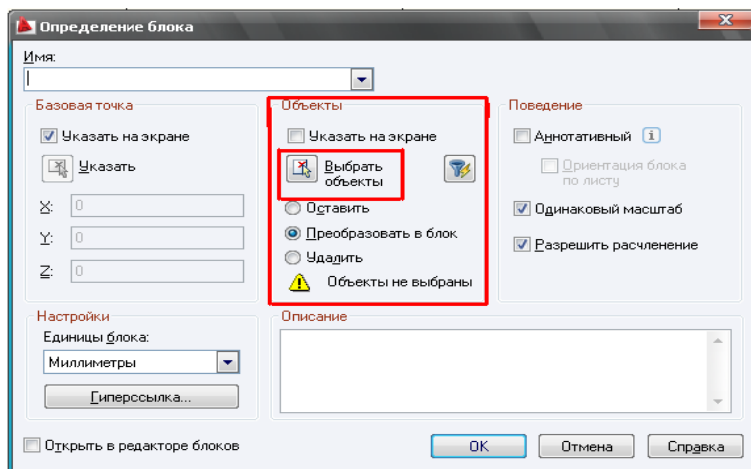 Определение блока
Имя:
Базовая точка
Указать на экране
Указать
X: 0
Y: 0
Z: 0
Объекты
Указать на экране
Выбрать
объекты
Оставить
Преобразовать в блок
Удалить
Объекты не выбраны
Поведение
Аннотативный
Ориентация блока
по листу
Одинаковый масштаб
Разрешить расчленение
Настройки
Единицы блока:
Миллиметры
Гиперссылка...
Описание
Открыть в редакторе блоков
OK
Отмена
Справка